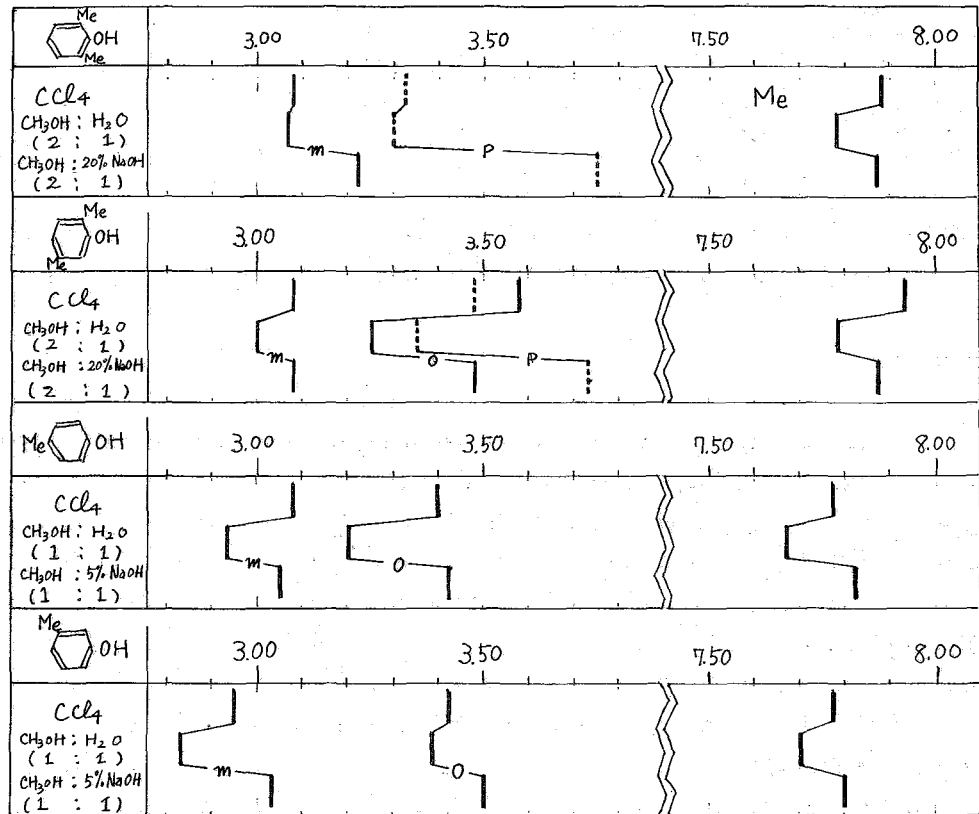 Me
OH
Me
3.00 3.50 7.50 8.00
CCl4
CH3OH : H2O
(2 : 1)
CH3OH : 20% NaOH
(2 : 1)
m
P
Me
Me
OH
Me
3.00 3.50 7.50 8.00
CCl4
CH3OH : H2O
(2 : 1)
CH3OH : 20% NaOH
(2 : 1)
m
O
P
Me OH
3.00 3.50 7.50 8.00
CCl4
CH3OH : H2O
(1 : 1)
CH3OH : 5% NaOH
(1 : 1)
m
O
Me
OH
3.00 3.50 7.50 8.00
CCl4
CH3OH : H2O
(1 : 1)
CH3OH : 5% NaOH
(1 : 1)
m
O